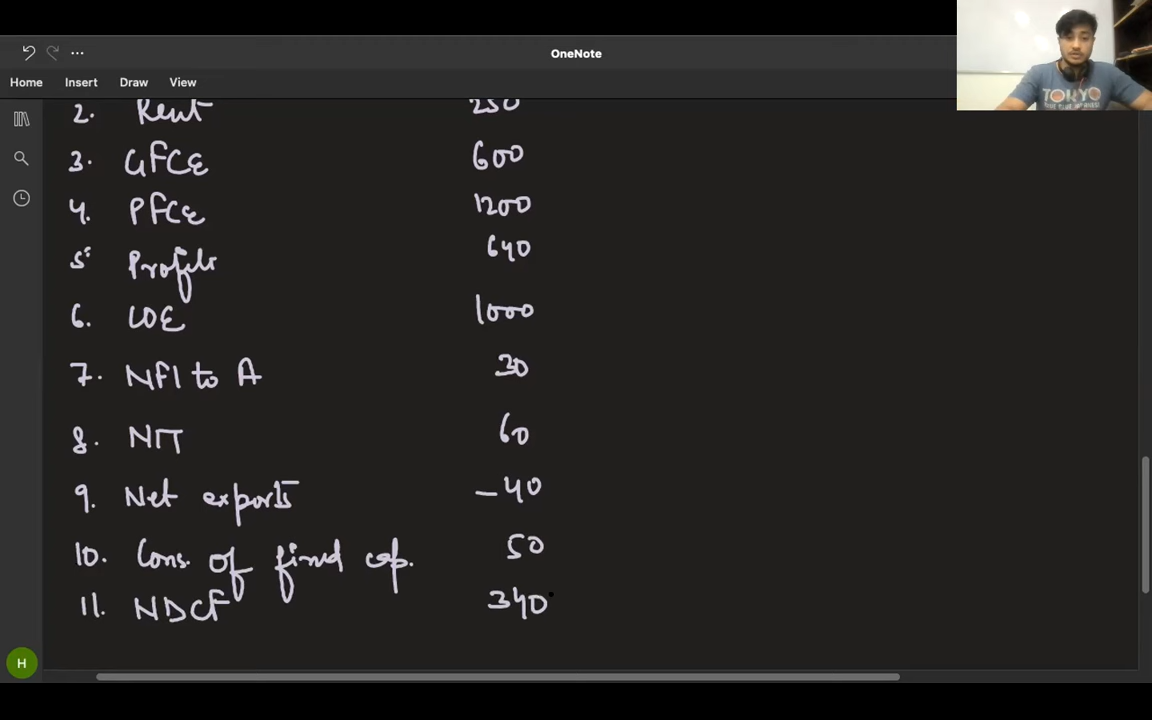 OneNote
Home Insert Draw View
2. Rent 250
3. GFCE 600
4. PFCE 1200
5. Profits 640
6. COE 1000
7. NFI to A 30
8. NIT 60
9. Net exports -40
10. Cons. of fixed cap. 50
11. NDCF 340
H
TOKYO